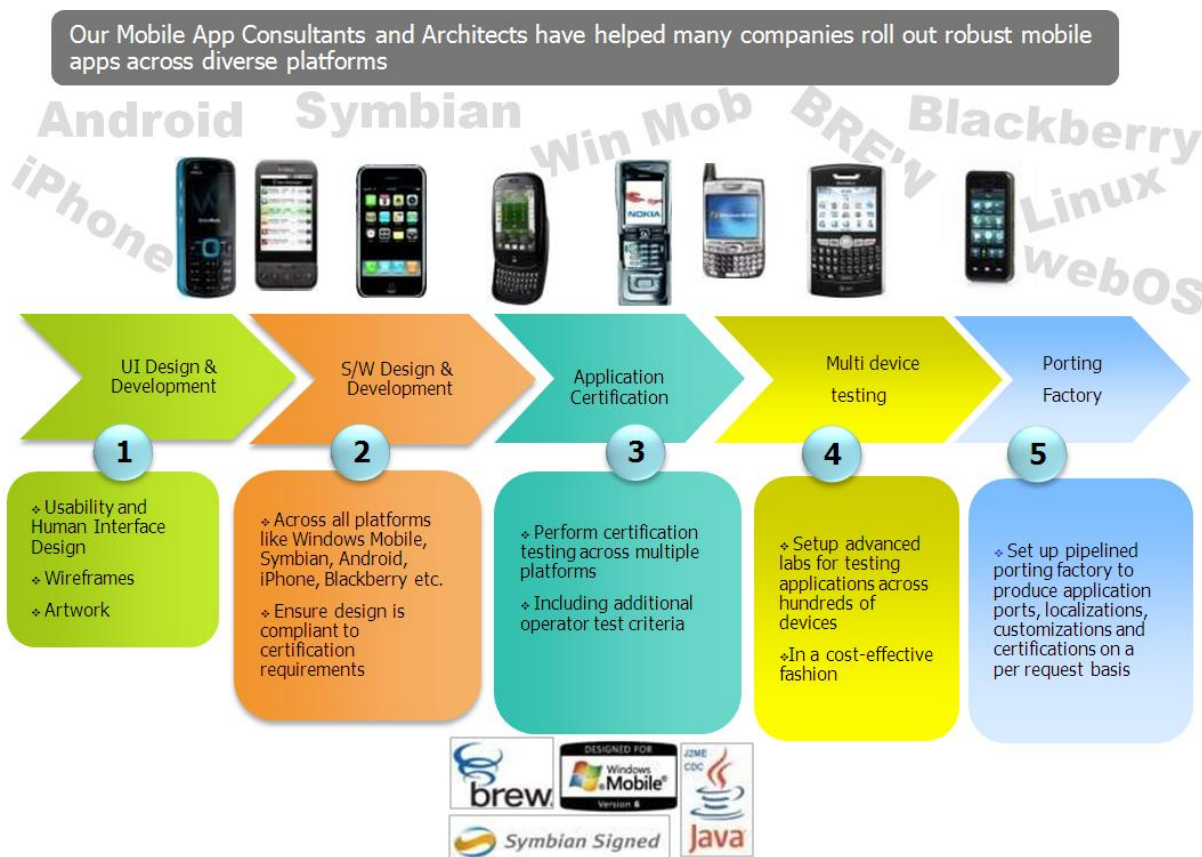 Our Mobile App Consultants and Architects have helped many companies roll out robust mobile
apps across diverse platforms
Android
Symbian
Win Mob
BREW
Blackberry
iPhone
Linux
webOS
NOKIA
UI Design &
Development
S/W Design &
Development
Application
Certification
Multi device
testing
Porting
Factory
1
2
3
4
5
❖ Usability and
Human Interface
Design
❖ Wireframes
❖ Artwork
❖ Across all platforms
like Windows Mobile,
Symbian, Android,
iPhone, Blackberry etc.
❖ Ensure design is
compliant to
certification
requirements
❖ Perform certification
testing across multiple
platforms
❖ Including additional
operator test criteria
❖ Setup advanced
labs for testing
applications across
hundreds of
devices
❖In a cost-effective
fashion
❖ Set up pipelined
porting factory to
produce application
ports, localizations,
customizations and
certifications on a
per request basis
brew
DESIGNED FOR
Windows
Mobile®
Version 6
J2ME
CDC
Java
Symbian Signed